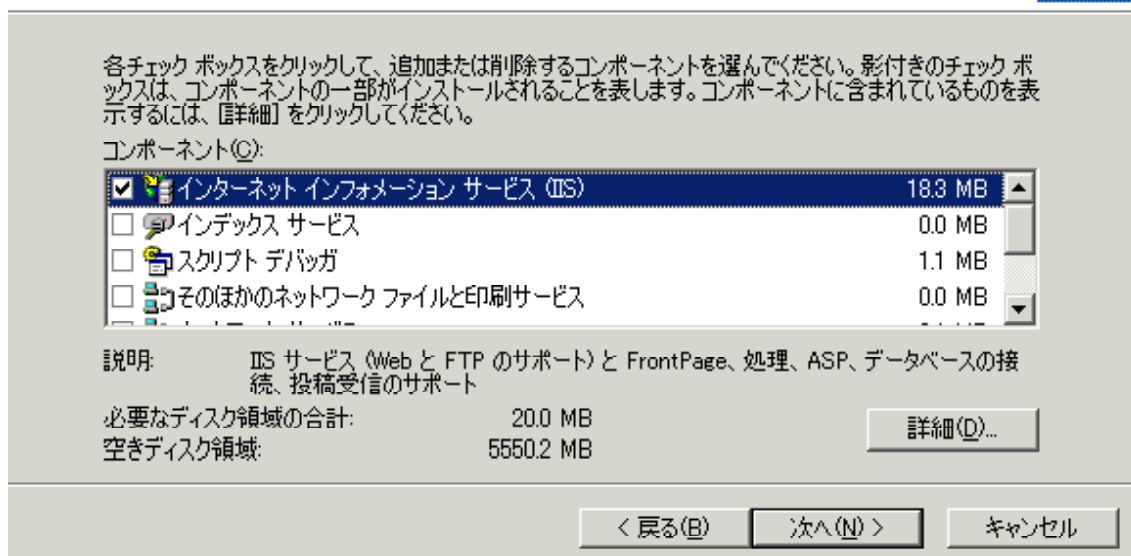 各チェック ボックスをクリックして、追加または削除するコンポーネントを選んでください。影付きのチェック ボ
ックスは、コンポーネントの一部がインストールされることを表します。コンポーネントに含まれているものを表
示するには、[詳細] をクリックしてください。
コンポーネント(C):
インターネット インフォメーション サービス (IIS) 18.3 MB
インデックス サービス 0.0 MB
スクリプト デバッガ 1.1 MB
そのほかのネットワーク ファイルと印刷サービス 0.0 MB
説明: IIS サービス (Web と FTP のサポート) と FrontPage、処理、ASP、データベースの接
続、投稿受信のサポート
必要なディスク領域の合計: 20.0 MB
空きディスク領域: 5550.2 MB
詳細(D)...
< 戻る(B) 次へ(N) > キャンセル